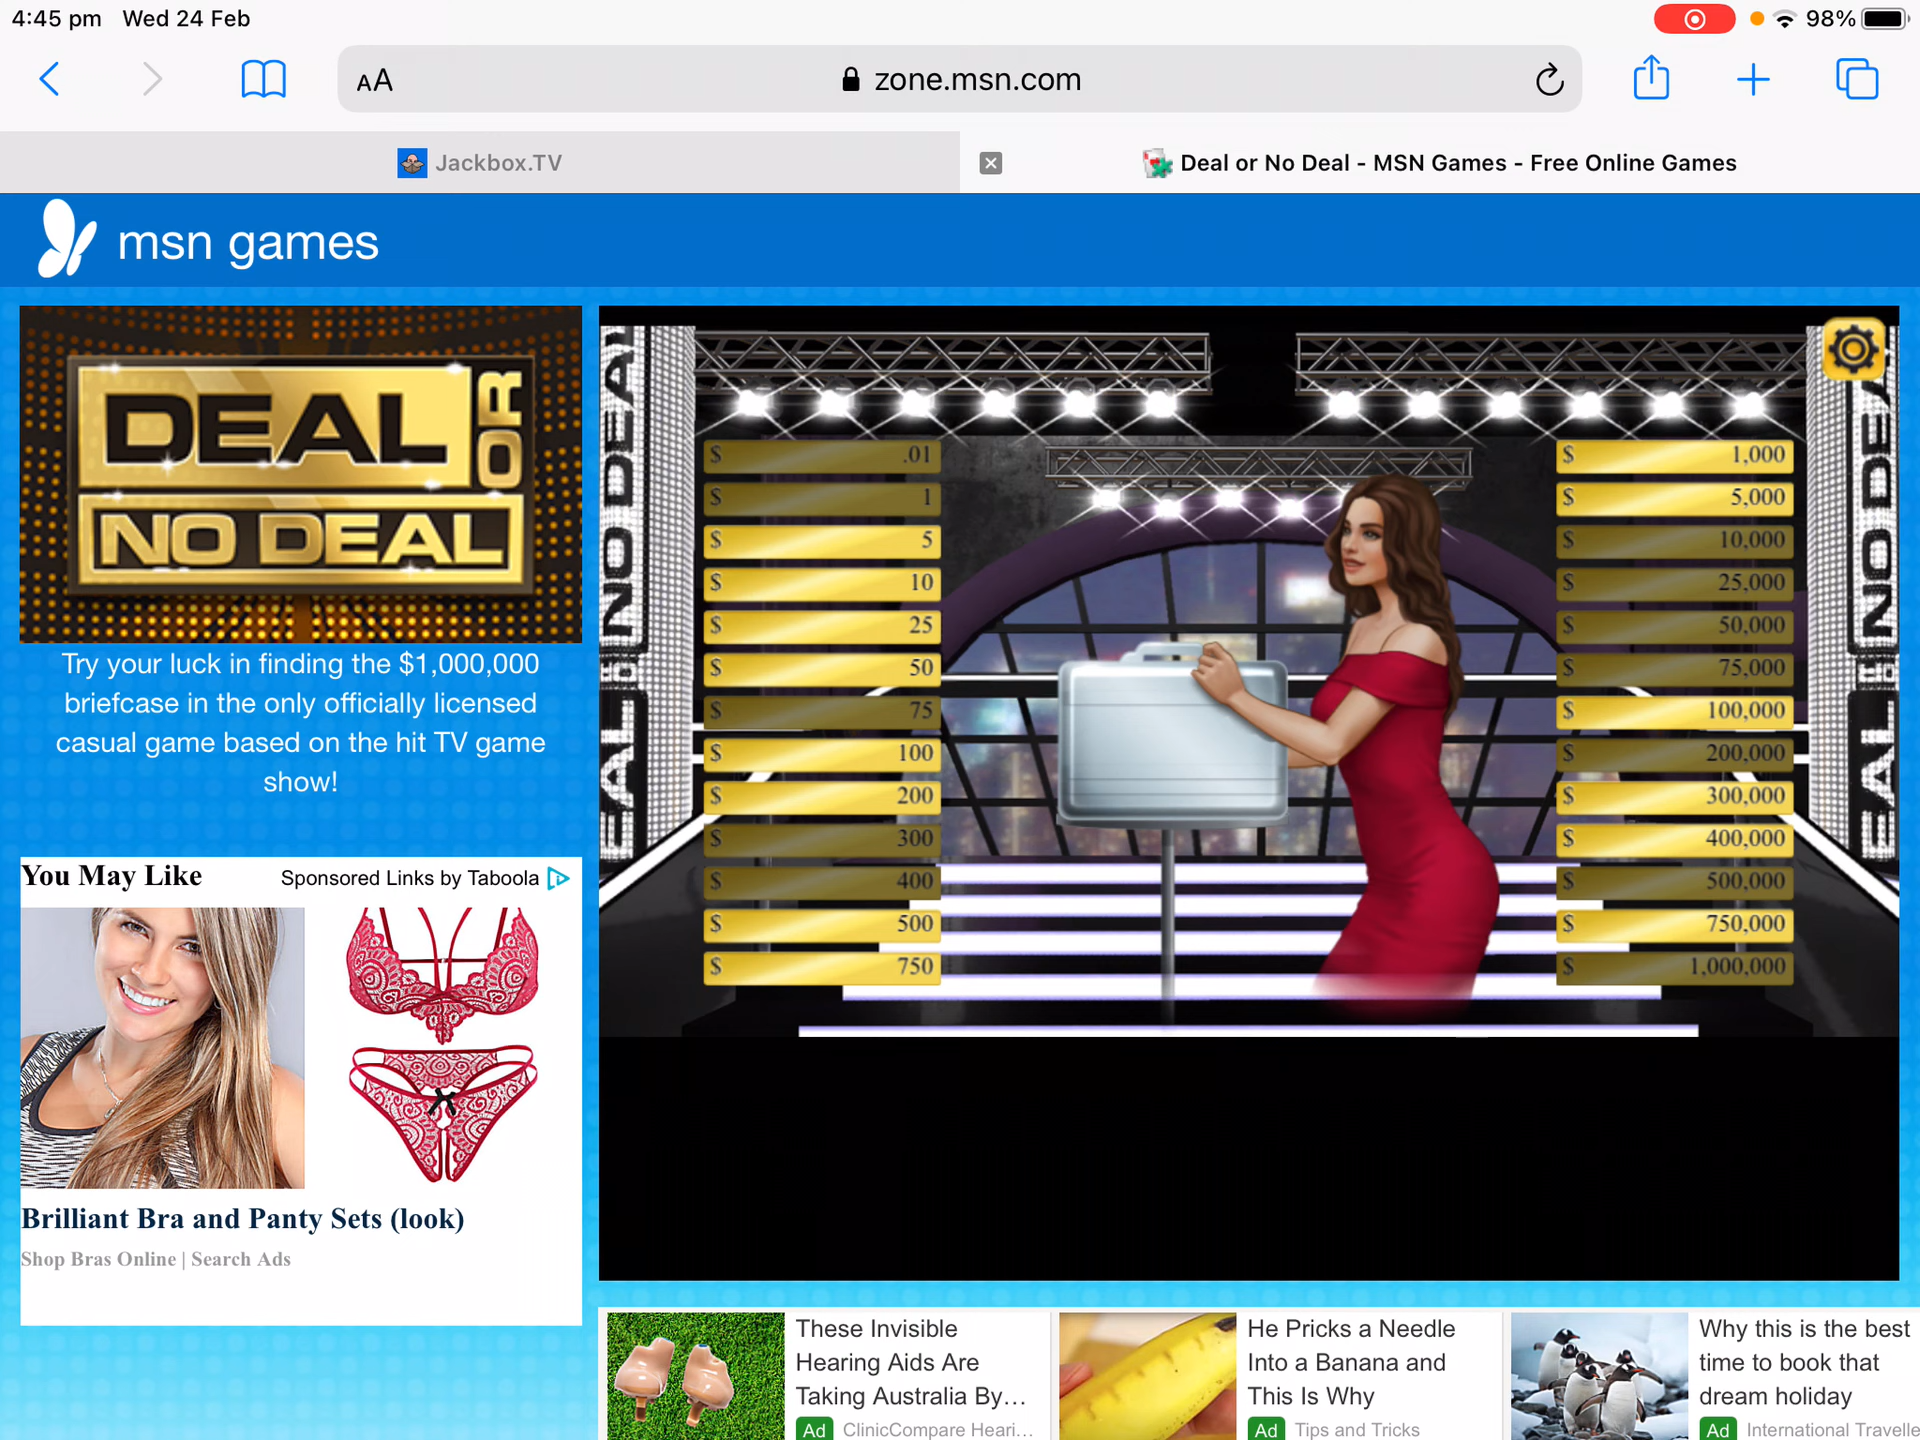 4:45 pm Wed 24 Feb
98%
AA
zone.msn.com
Jackbox.TV
Deal or No Deal - MSN Games - Free Online Games
msn games
DEAL OR
NO DEAL
Try your luck in finding the $1,000,000
briefcase in the only officially licensed
casual game based on the hit TV game
show!
You May Like
Sponsored Links by Taboola
Brilliant Bra and Panty Sets (look)
Shop Bras Online | Search Ads
$ .01
$ 1
$ 5
$ 10
$ 25
$ 50
$ 75
$ 100
$ 200
$ 300
$ 400
$ 500
$ 750
$ 1,000
$ 5,000
$ 10,000
$ 25,000
$ 50,000
$ 75,000
$ 100,000
$ 200,000
$ 300,000
$ 400,000
$ 500,000
$ 750,000
$ 1,000,000
NO DEAL
NO DEA
These Invisible
Hearing Aids Are
Taking Australia By...
Ad ClinicCompare Heari...
He Pricks a Needle
Into a Banana and
This Is Why
Ad Tips and Tricks
Why this is the best
time to book that
dream holiday
Ad International Travelle